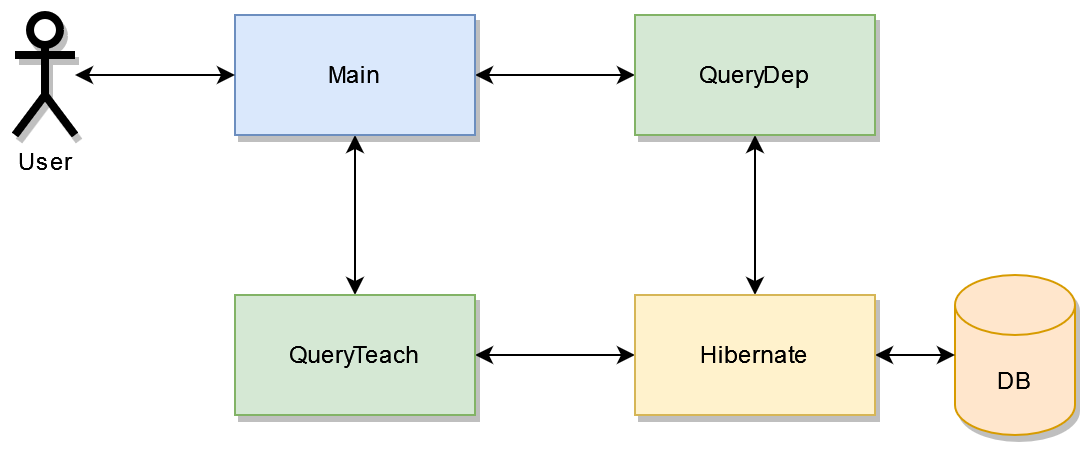 Main
QueryDep
User
QueryTeach
Hibernate
DB